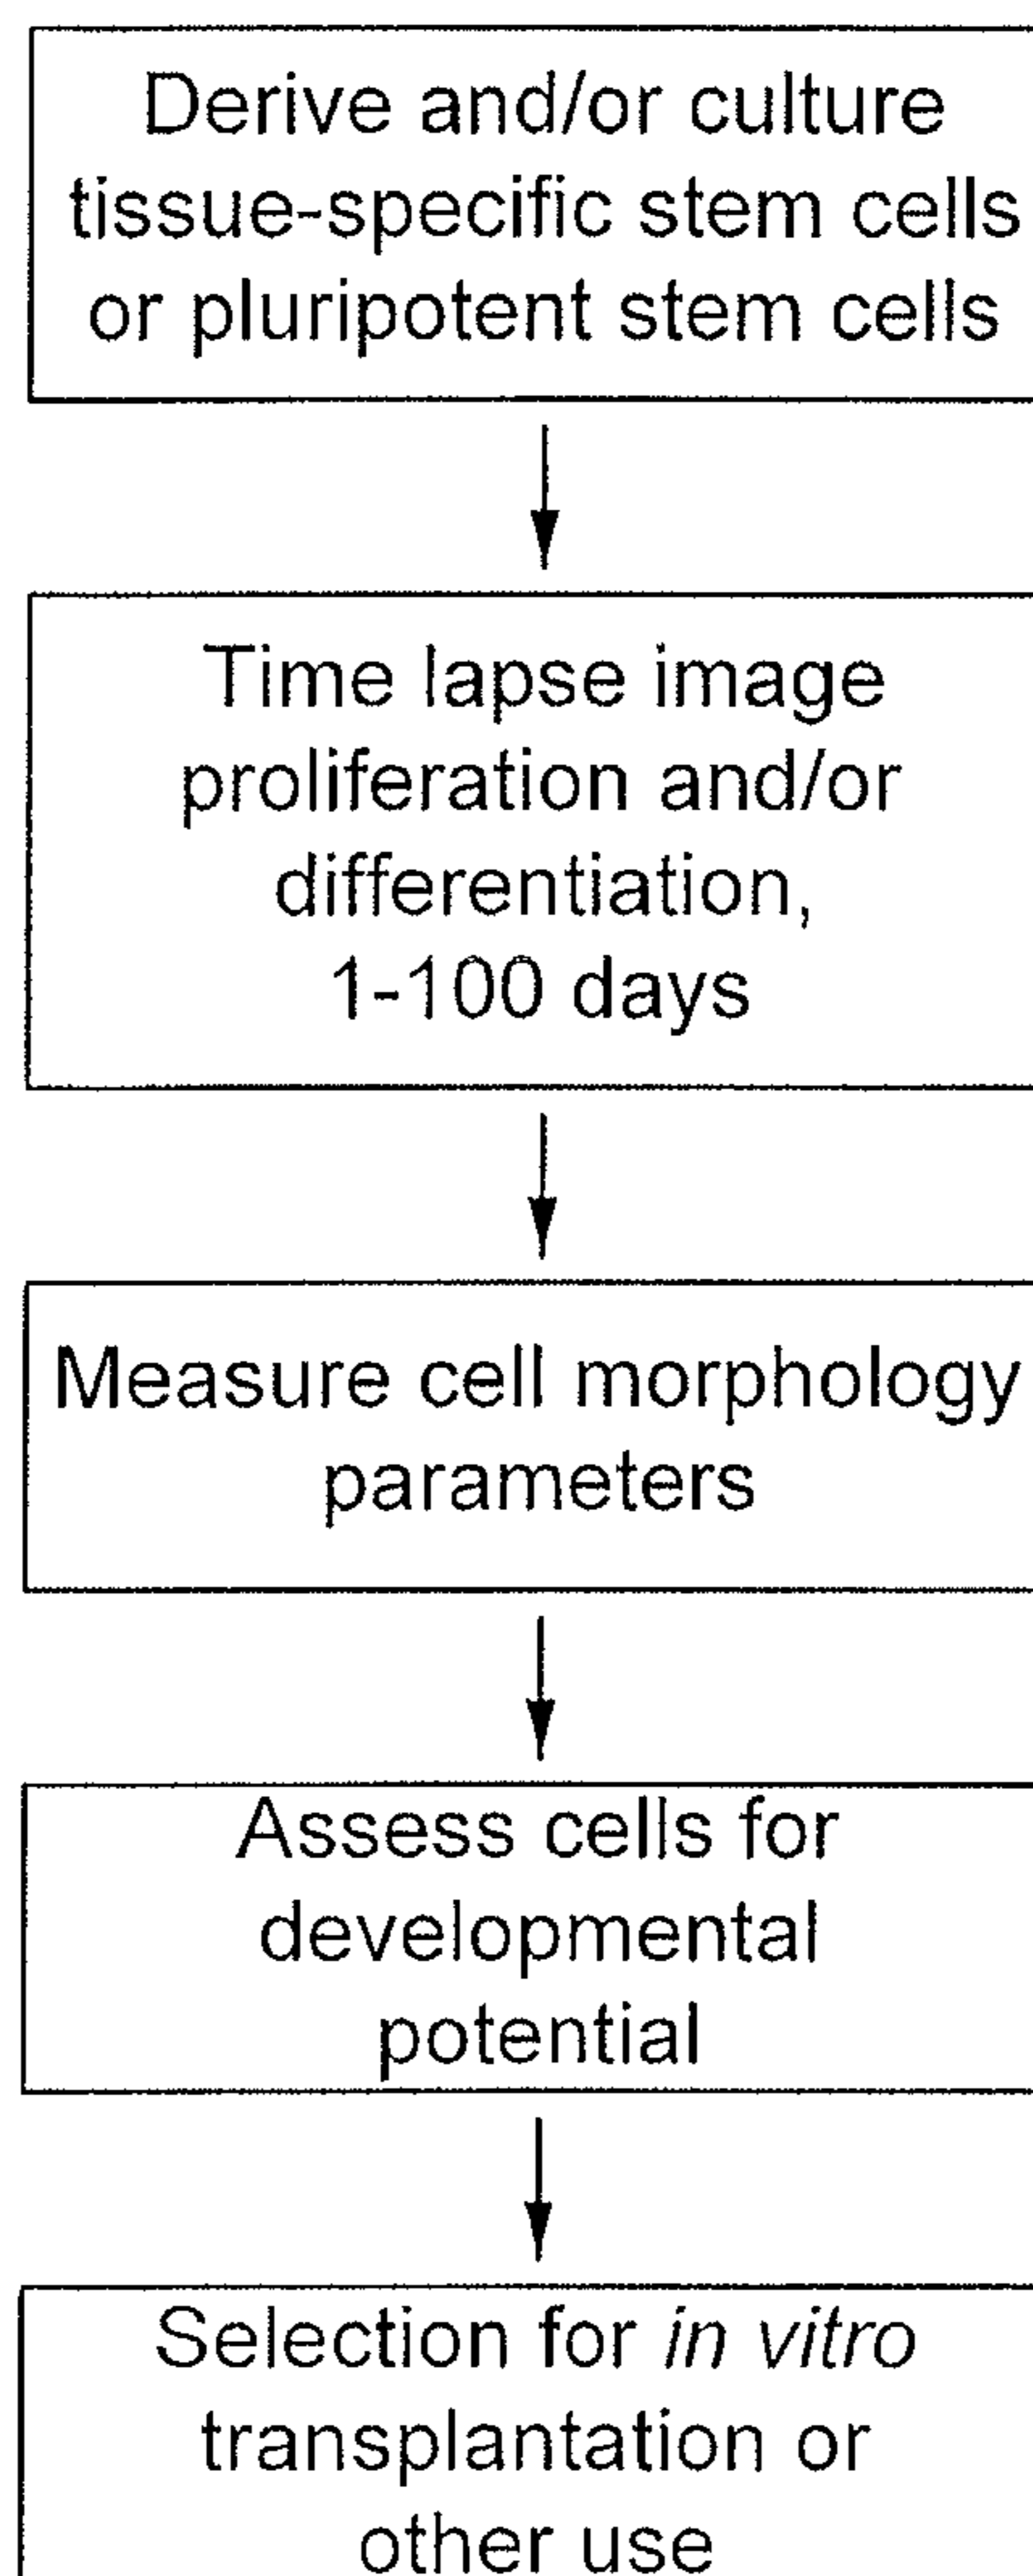 Derive and/or culture
tissue-specific stem cells
or pluripotent stem cells
Time lapse image
proliferation and/or
differentiation,
1-100 days
Measure cell morphology
parameters
Assess cells for
developmental
potential
Selection for in vitro
transplantation or
other use